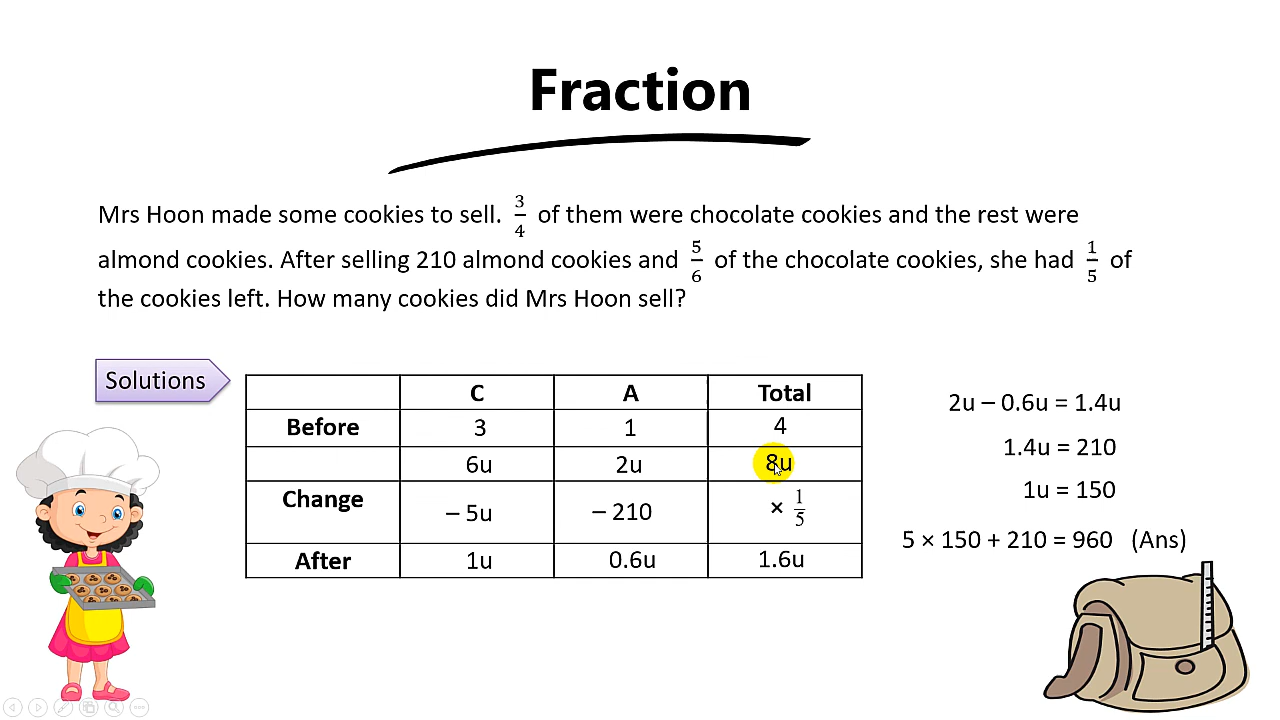 Fraction
Mrs Hoon made some cookies to sell. 3/4 of them were chocolate cookies and the rest were
almond cookies. After selling 210 almond cookies and 5/6 of the chocolate cookies, she had 1/5 of
the cookies left. How many cookies did Mrs Hoon sell?
Solutions
C A Total
Before 3 1 4
6u 2u 8u
Change – 5u – 210 × 1/5
After 1u 0.6u 1.6u
2u – 0.6u = 1.4u
1.4u = 210
1u = 150
5 × 150 + 210 = 960 (Ans)